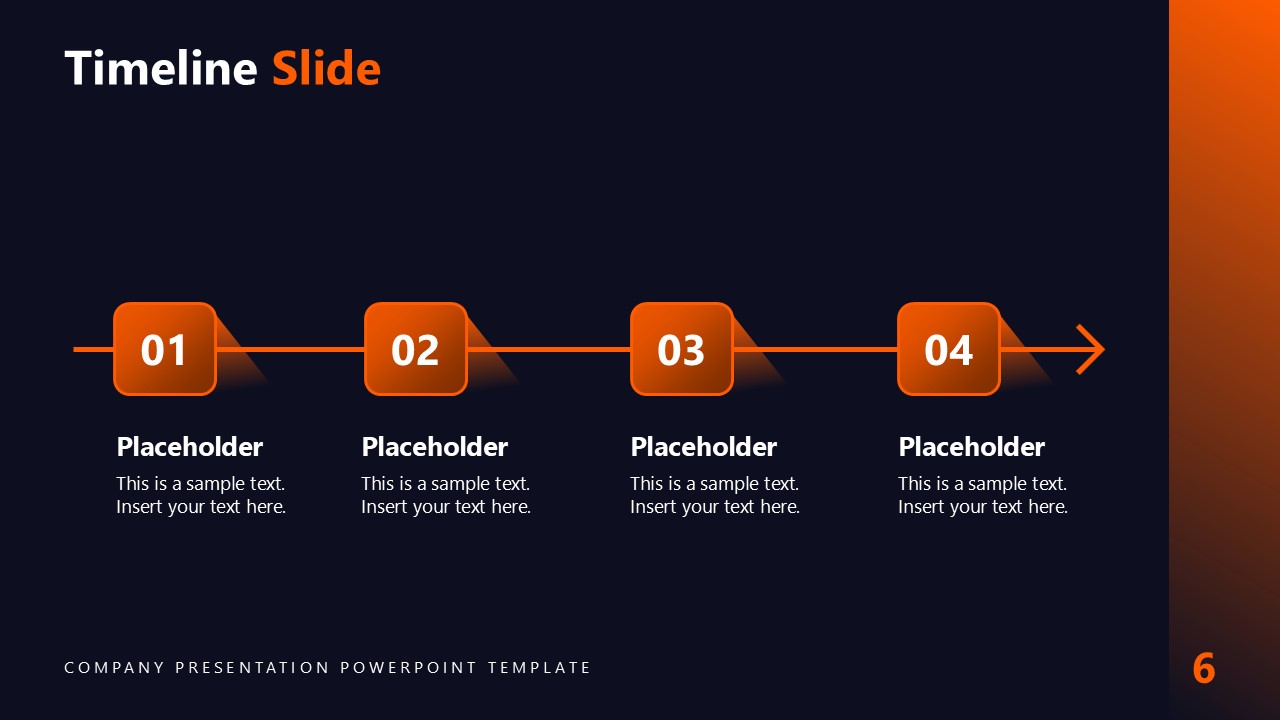 Timeline Slide
01
02
03
04
Placeholder
This is a sample text.
Insert your text here.
Placeholder
This is a sample text.
Insert your text here.
Placeholder
This is a sample text.
Insert your text here.
Placeholder
This is a sample text.
Insert your text here.
COMPANY PRESENTATION POWERPOINT TEMPLATE
6